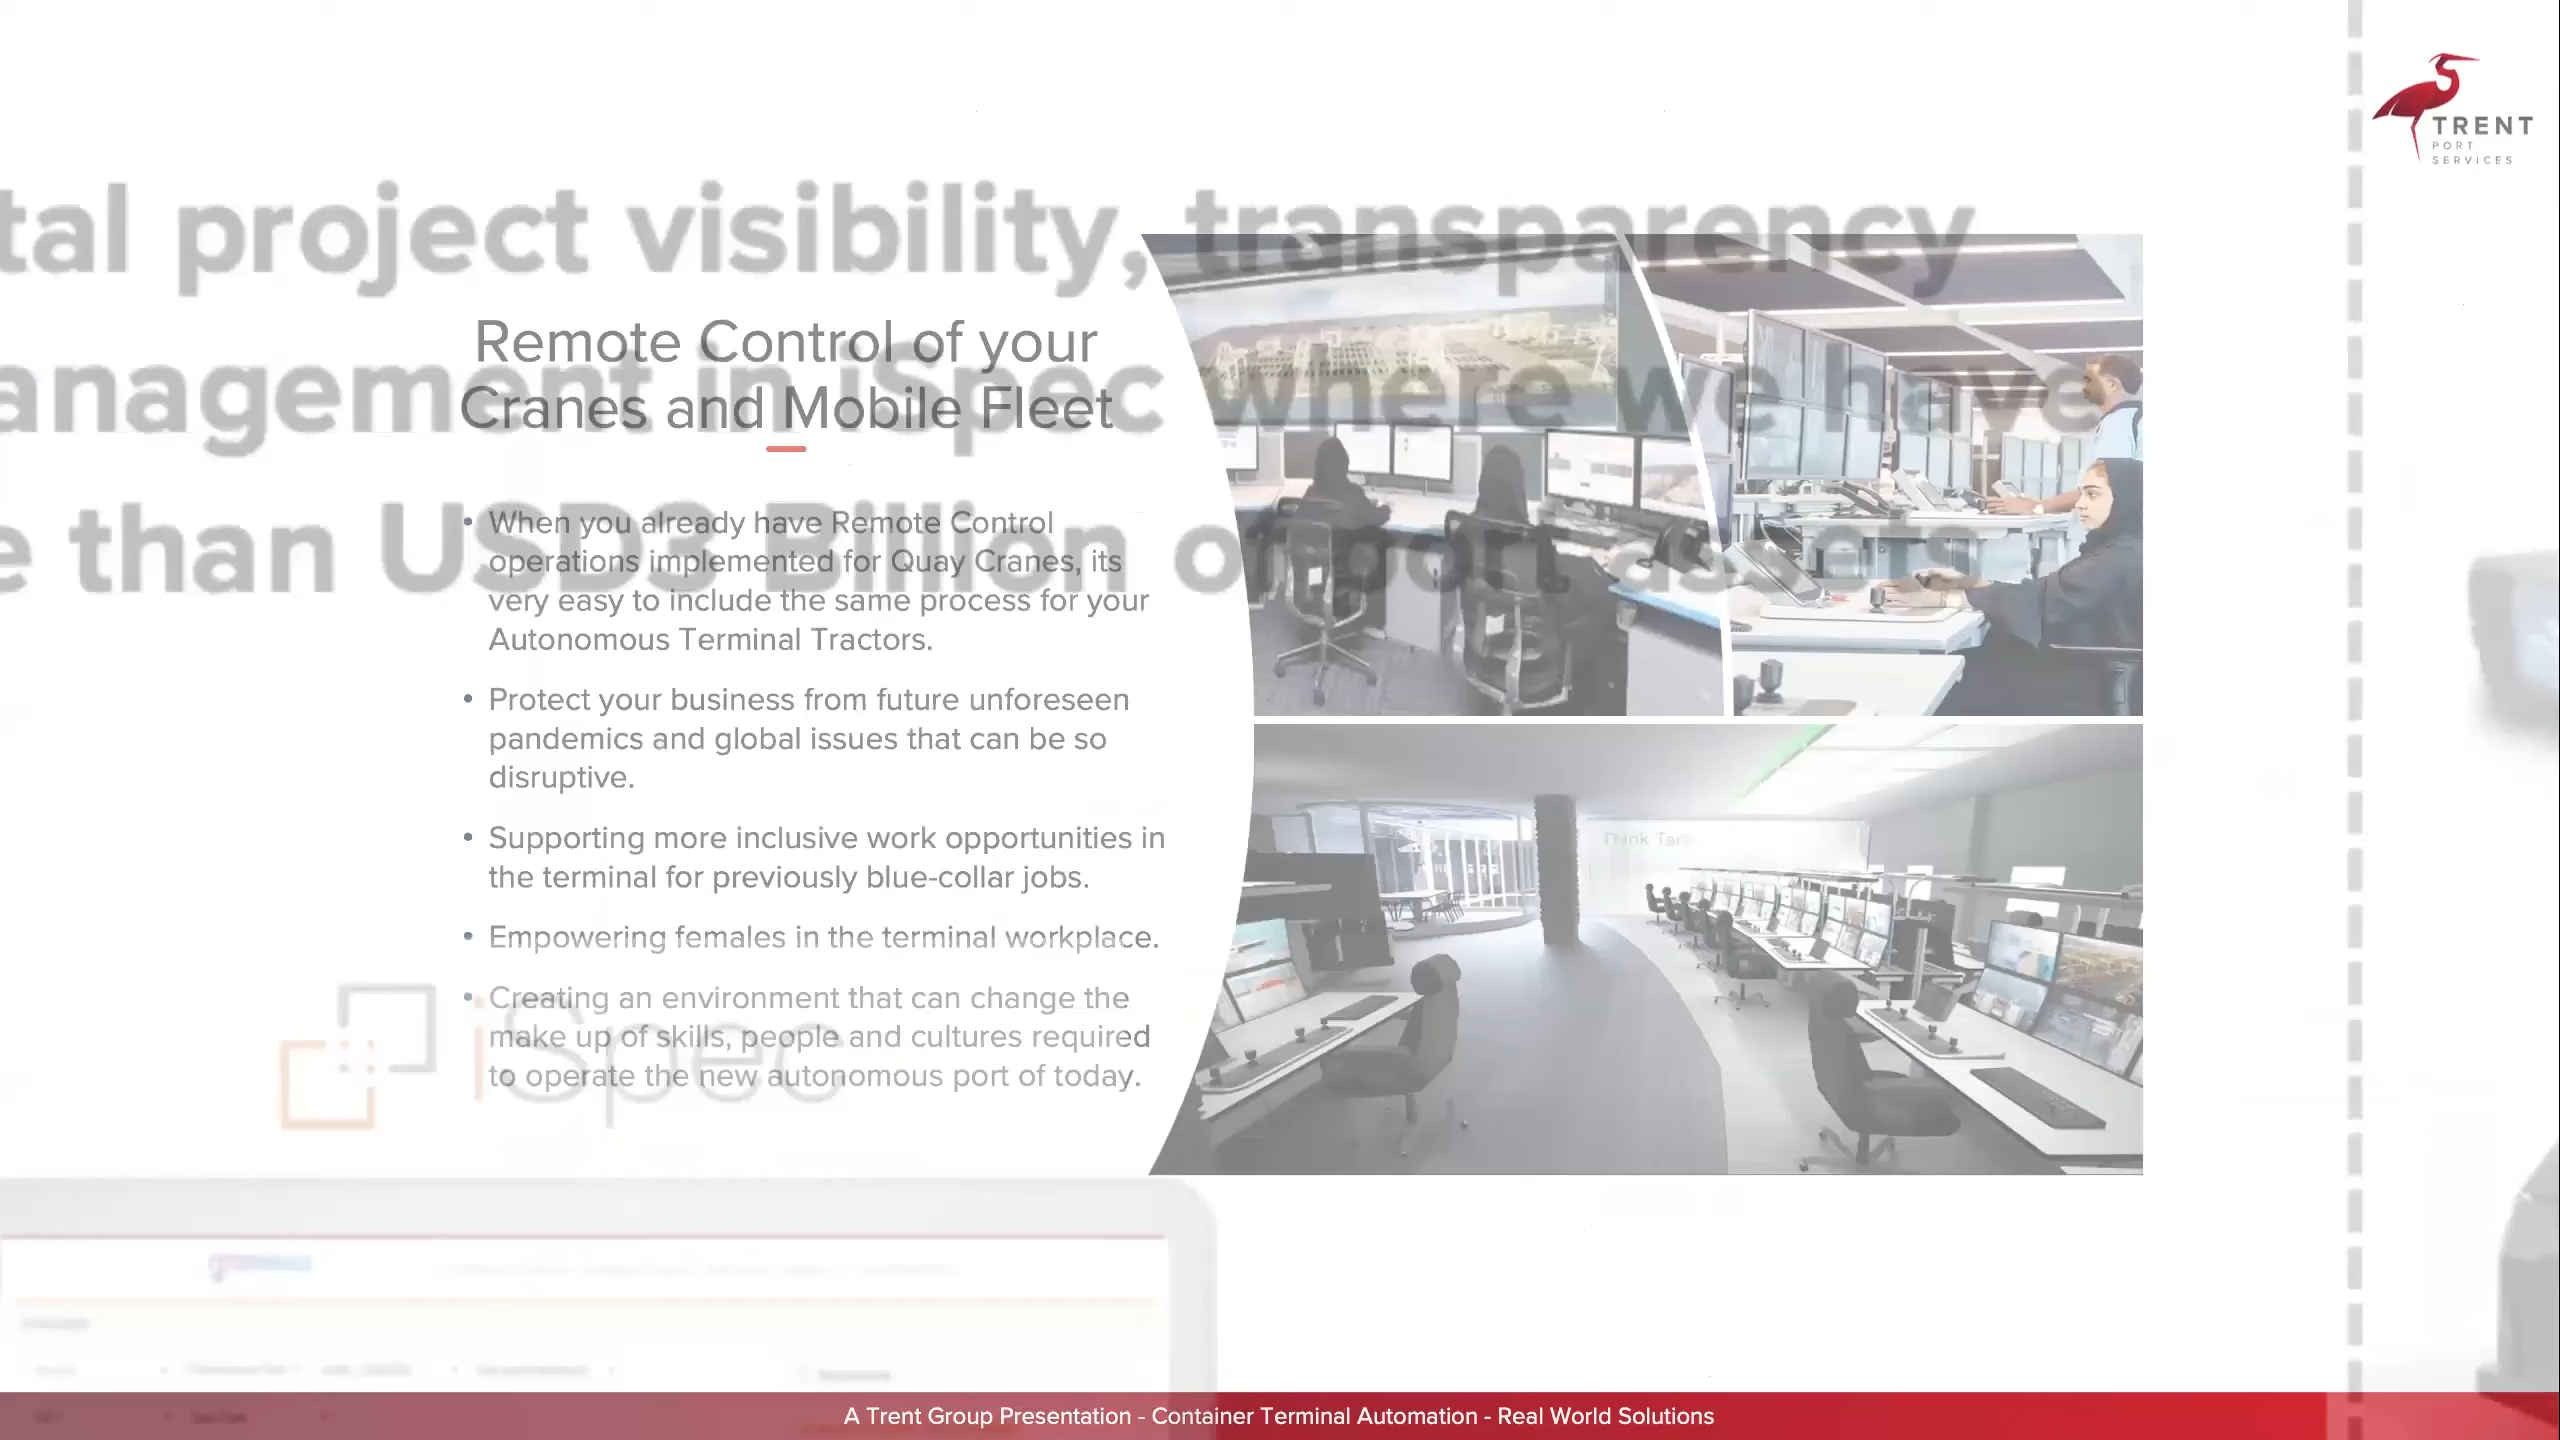 TRENT
PORT
SERVICES
tal project visibility, transparency
anagement in iSpec where we have
e than USD3 Billion of port assets
Remote Control of your
Cranes and Mobile Fleet
• When you already have Remote Control
operations implemented for Quay Cranes, its
very easy to include the same process for your
Autonomous Terminal Tractors.
• Protect your business from future unforeseen
pandemics and global issues that can be so
disruptive.
• Supporting more inclusive work opportunities in
the terminal for previously blue-collar jobs.
• Empowering females in the terminal workplace.
• Creating an environment that can change the
make up of skills, people and cultures required
to operate the new autonomous port of today.
Think Tank
iSpec
A Trent Group Presentation - Container Terminal Automation - Real World Solutions